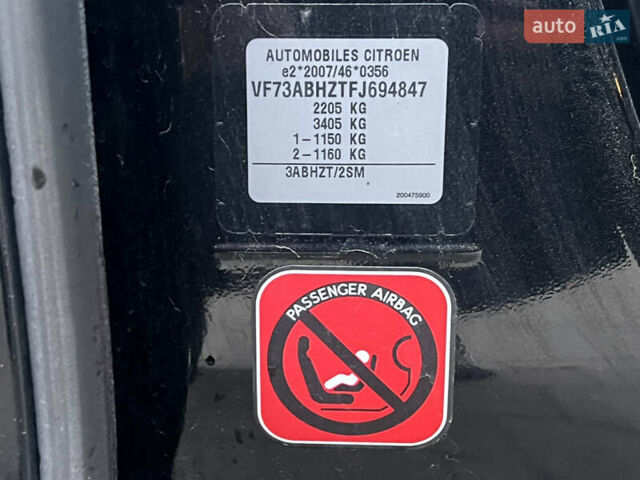 auto RIA
AUTOMOBILES CITROEN
e2*2007/46*0356
VF73ABHZTFJ694847
2205 KG
3405 KG
1-1150 KG
2-1160 KG
3ABHZT/2SM
200475900
PASSENGER AIRBAG